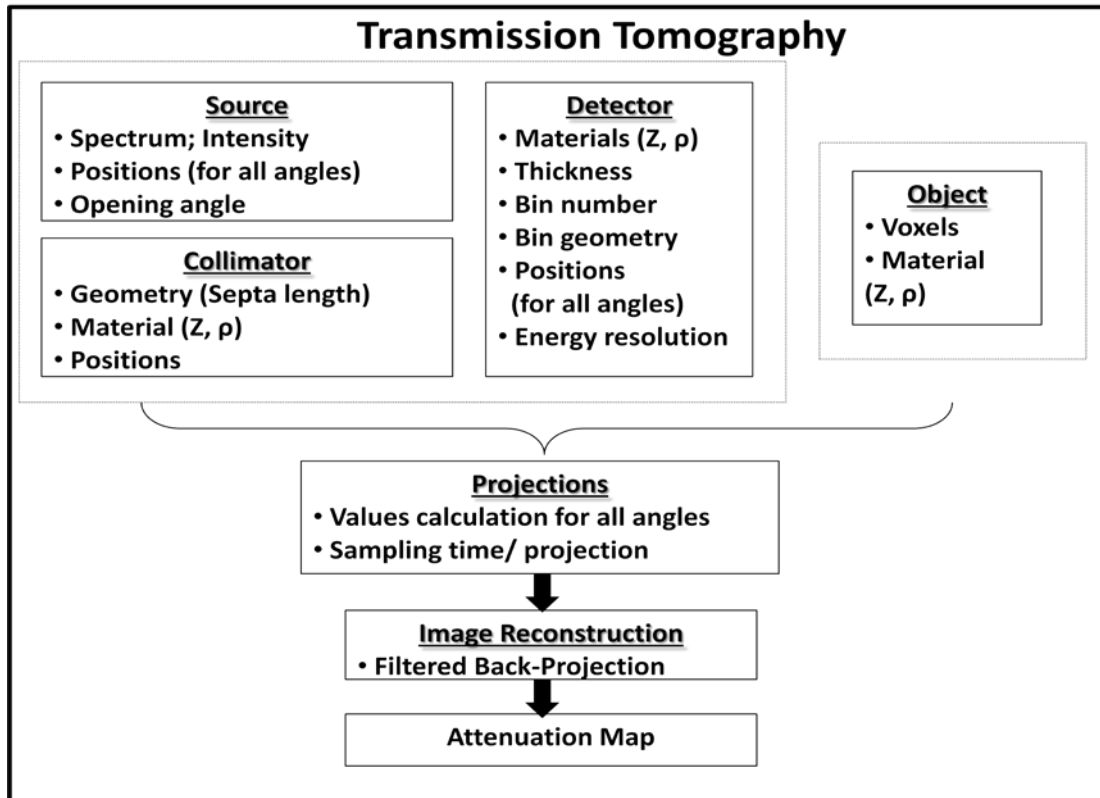 Transmission Tomography
Source
• Spectrum; Intensity
• Positions (for all angles)
• Opening angle
Collimator
• Geometry (Septa length)
• Material (Z, ρ)
• Positions
Detector
• Materials (Z, ρ)
• Thickness
• Bin number
• Bin geometry
• Positions
(for all angles)
• Energy resolution
Object
• Voxels
• Material
(Z, ρ)
Projections
• Values calculation for all angles
• Sampling time/ projection
Image Reconstruction
• Filtered Back-Projection
Attenuation Map